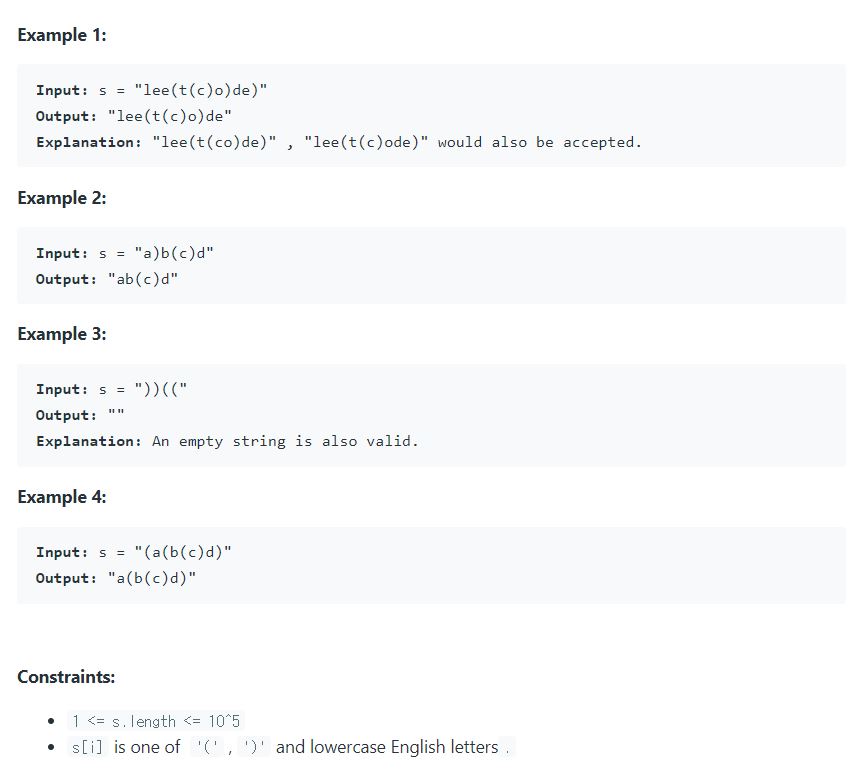 Example 1:
Input: s = "lee(t(c)o)de)"
Output: "lee(t(c)o)de"
Explanation: "lee(t(co)de)" , "lee(t(c)ode)" would also be accepted.
Example 2:
Input: s = "a)b(c)d"
Output: "ab(c)d"
Example 3:
Input: s = "))(("
Output: ""
Explanation: An empty string is also valid.
Example 4:
Input: s = "(a(b(c)d)"
Output: "a(b(c)d)"
Constraints:
• 1 <= s.length <= 10^5
• s[i] is one of '(' , ')' and lowercase English letters .